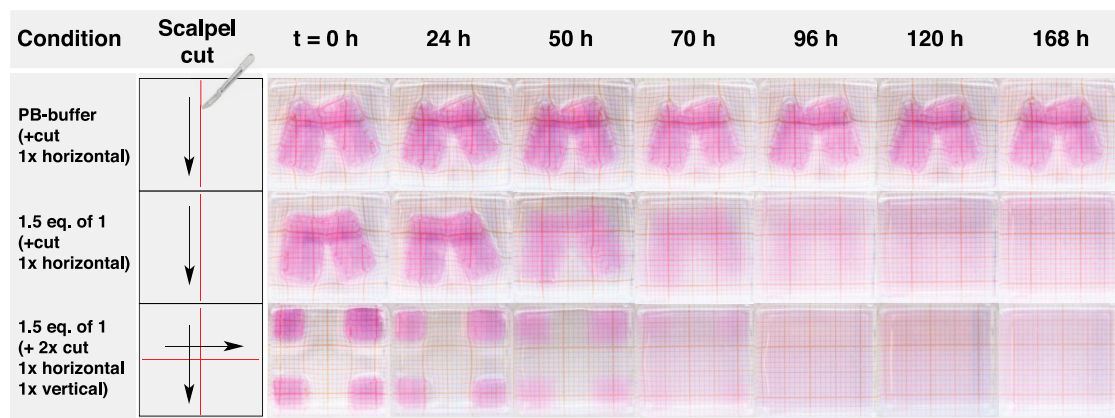 Condition
Scalpel
cut
t = 0 h
24 h
50 h
70 h
96 h
120 h
168 h
PB-buffer
(+cut
1x horizontal)
1.5 eq. of 1
(+cut
1x horizontal)
1.5 eq. of 1
(+ 2x cut
1x horizontal
1x vertical)